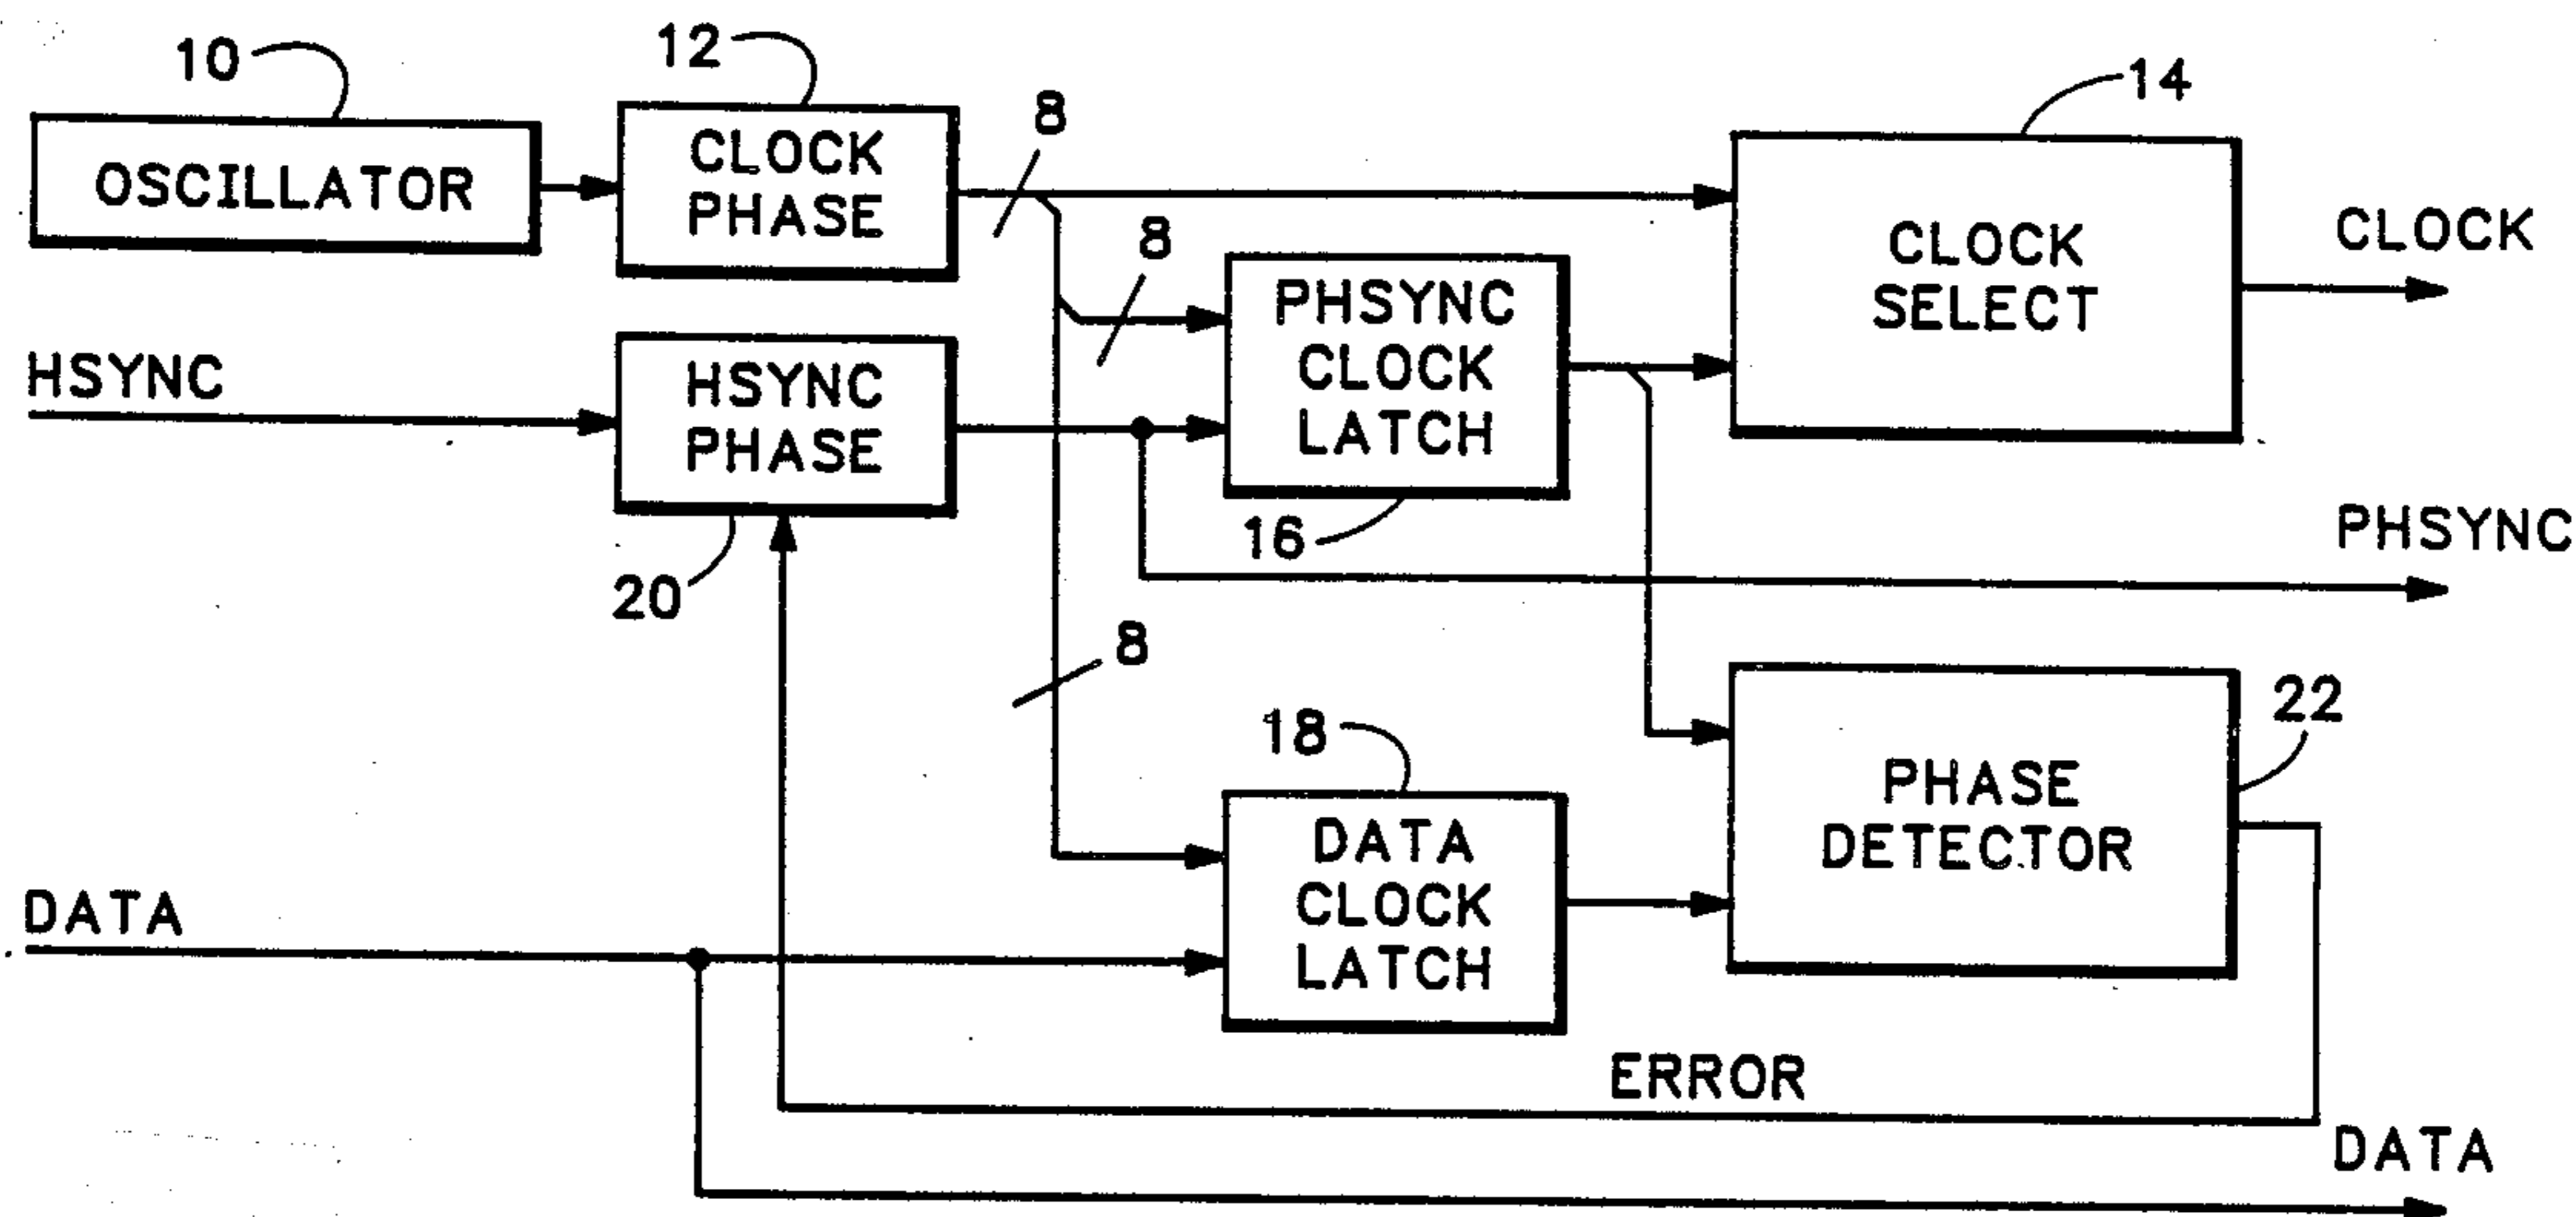 10
12
14
OSCILLATOR
CLOCK
PHASE
8
8
CLOCK
SELECT
CLOCK
HSYNC
HSYNC
PHASE
PHSYNC
CLOCK
LATCH
16
20
PHSYNC
8
18
22
PHASE
DETECTOR
DATA
DATA
CLOCK
LATCH
ERROR
DATA